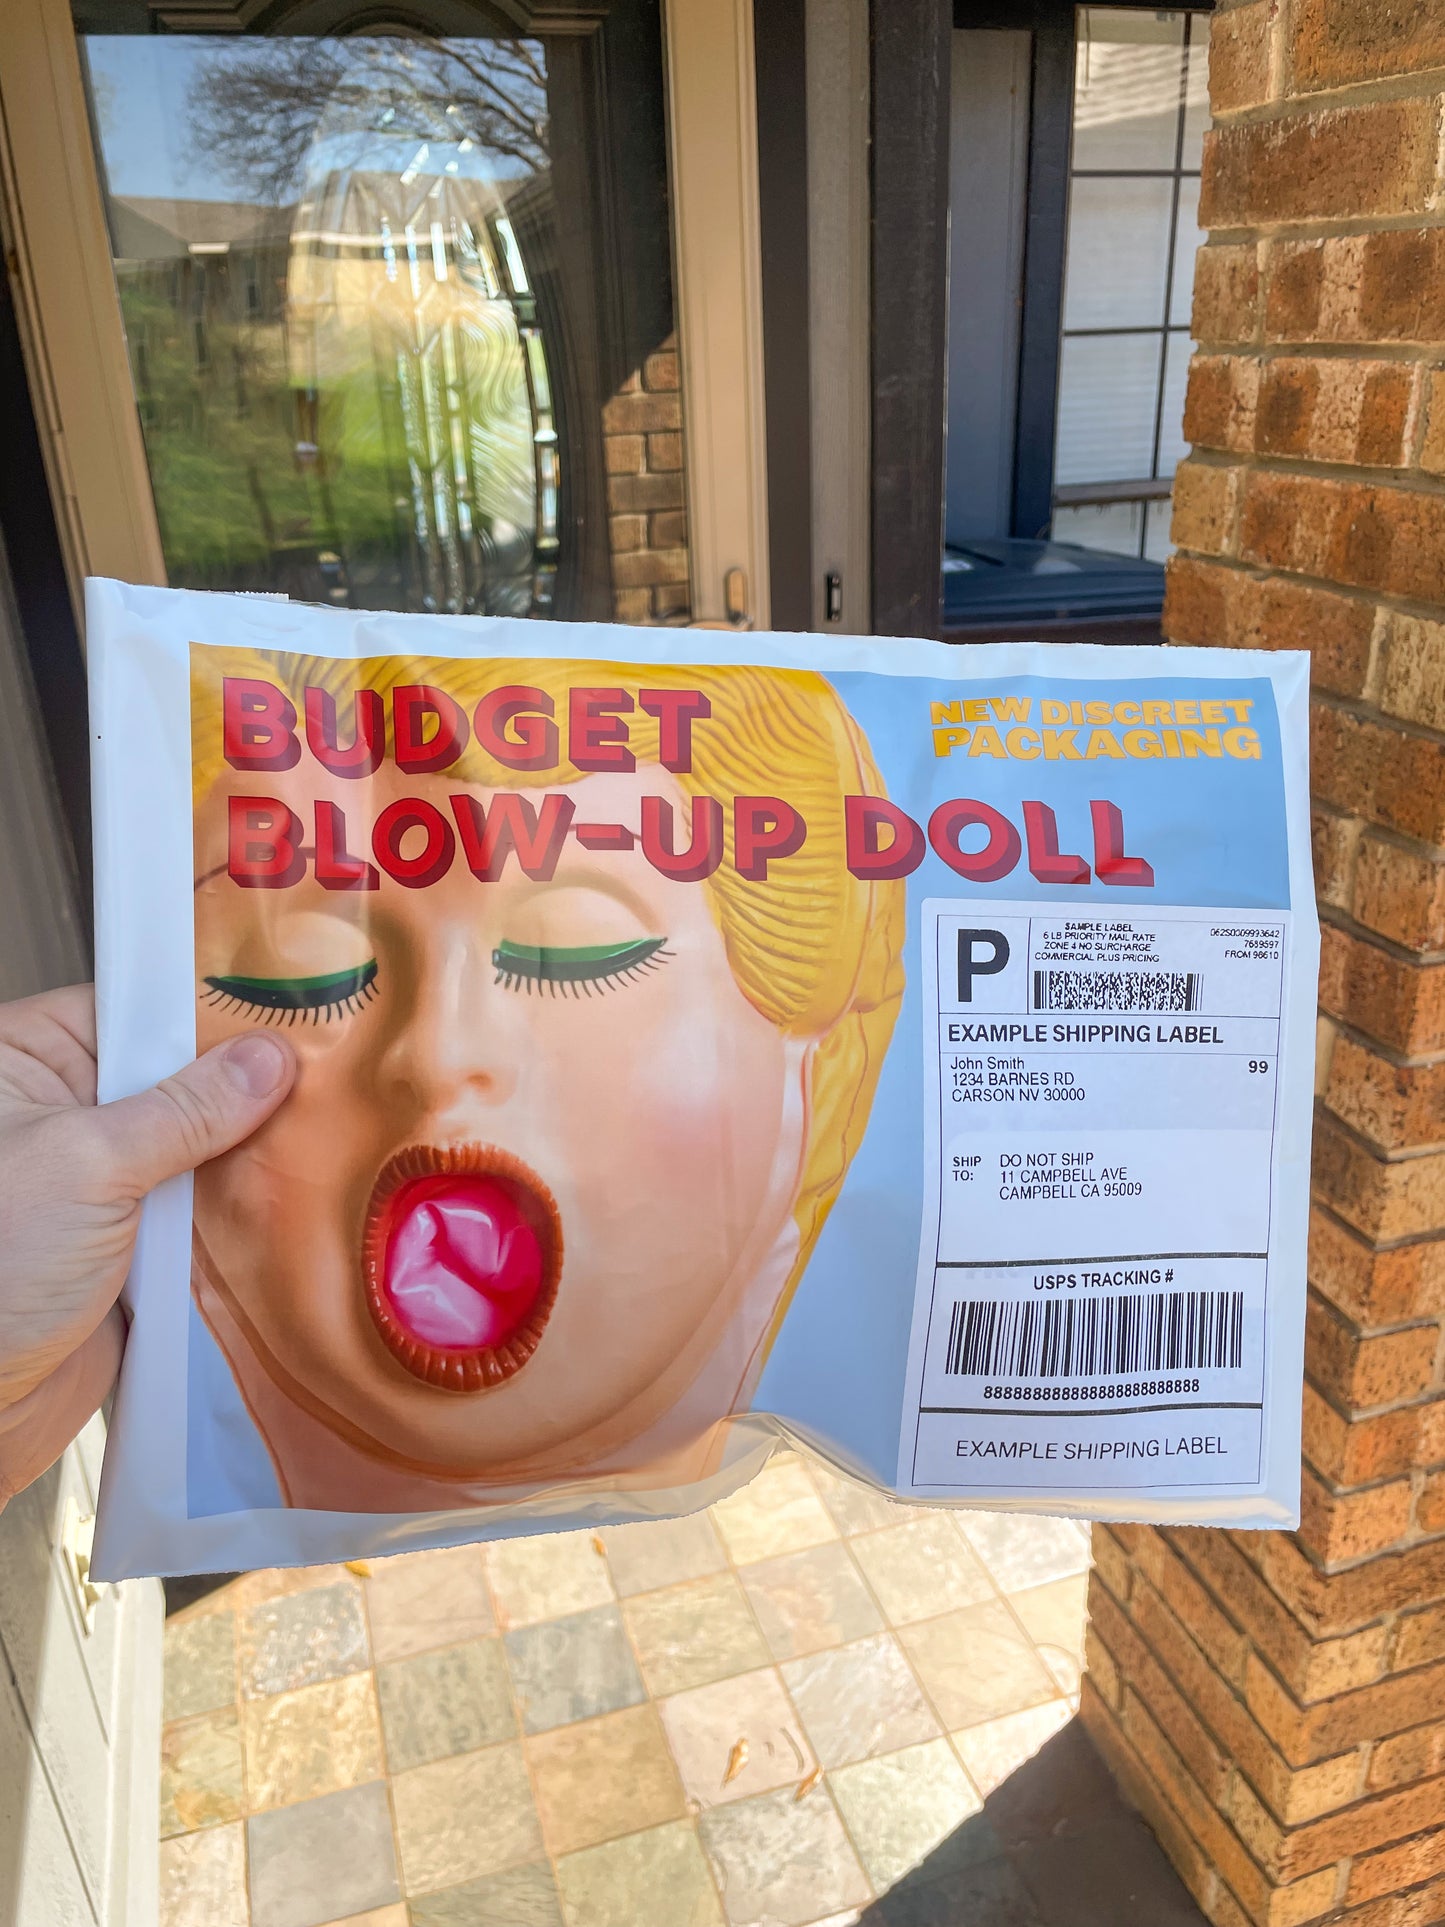 BUDGET
BLOW-UP DOLL
NEW DISCREET
PACKAGING
P
SAMPLE LABEL
6 LB PRIORITY MAIL RATE
ZONE 4 NO SURCHARGE
COMMERCIAL PLUS PRICING
062S0009993642
7689597
FROM 98610
EXAMPLE SHIPPING LABEL
John Smith
99
1234 BARNES RD
CARSON NV 30000
SHIP TO:
DO NOT SHIP
11 CAMPBELL AVE
CAMPBELL CA 95009
USPS TRACKING #
EXAMPLE SHIPPING LABEL